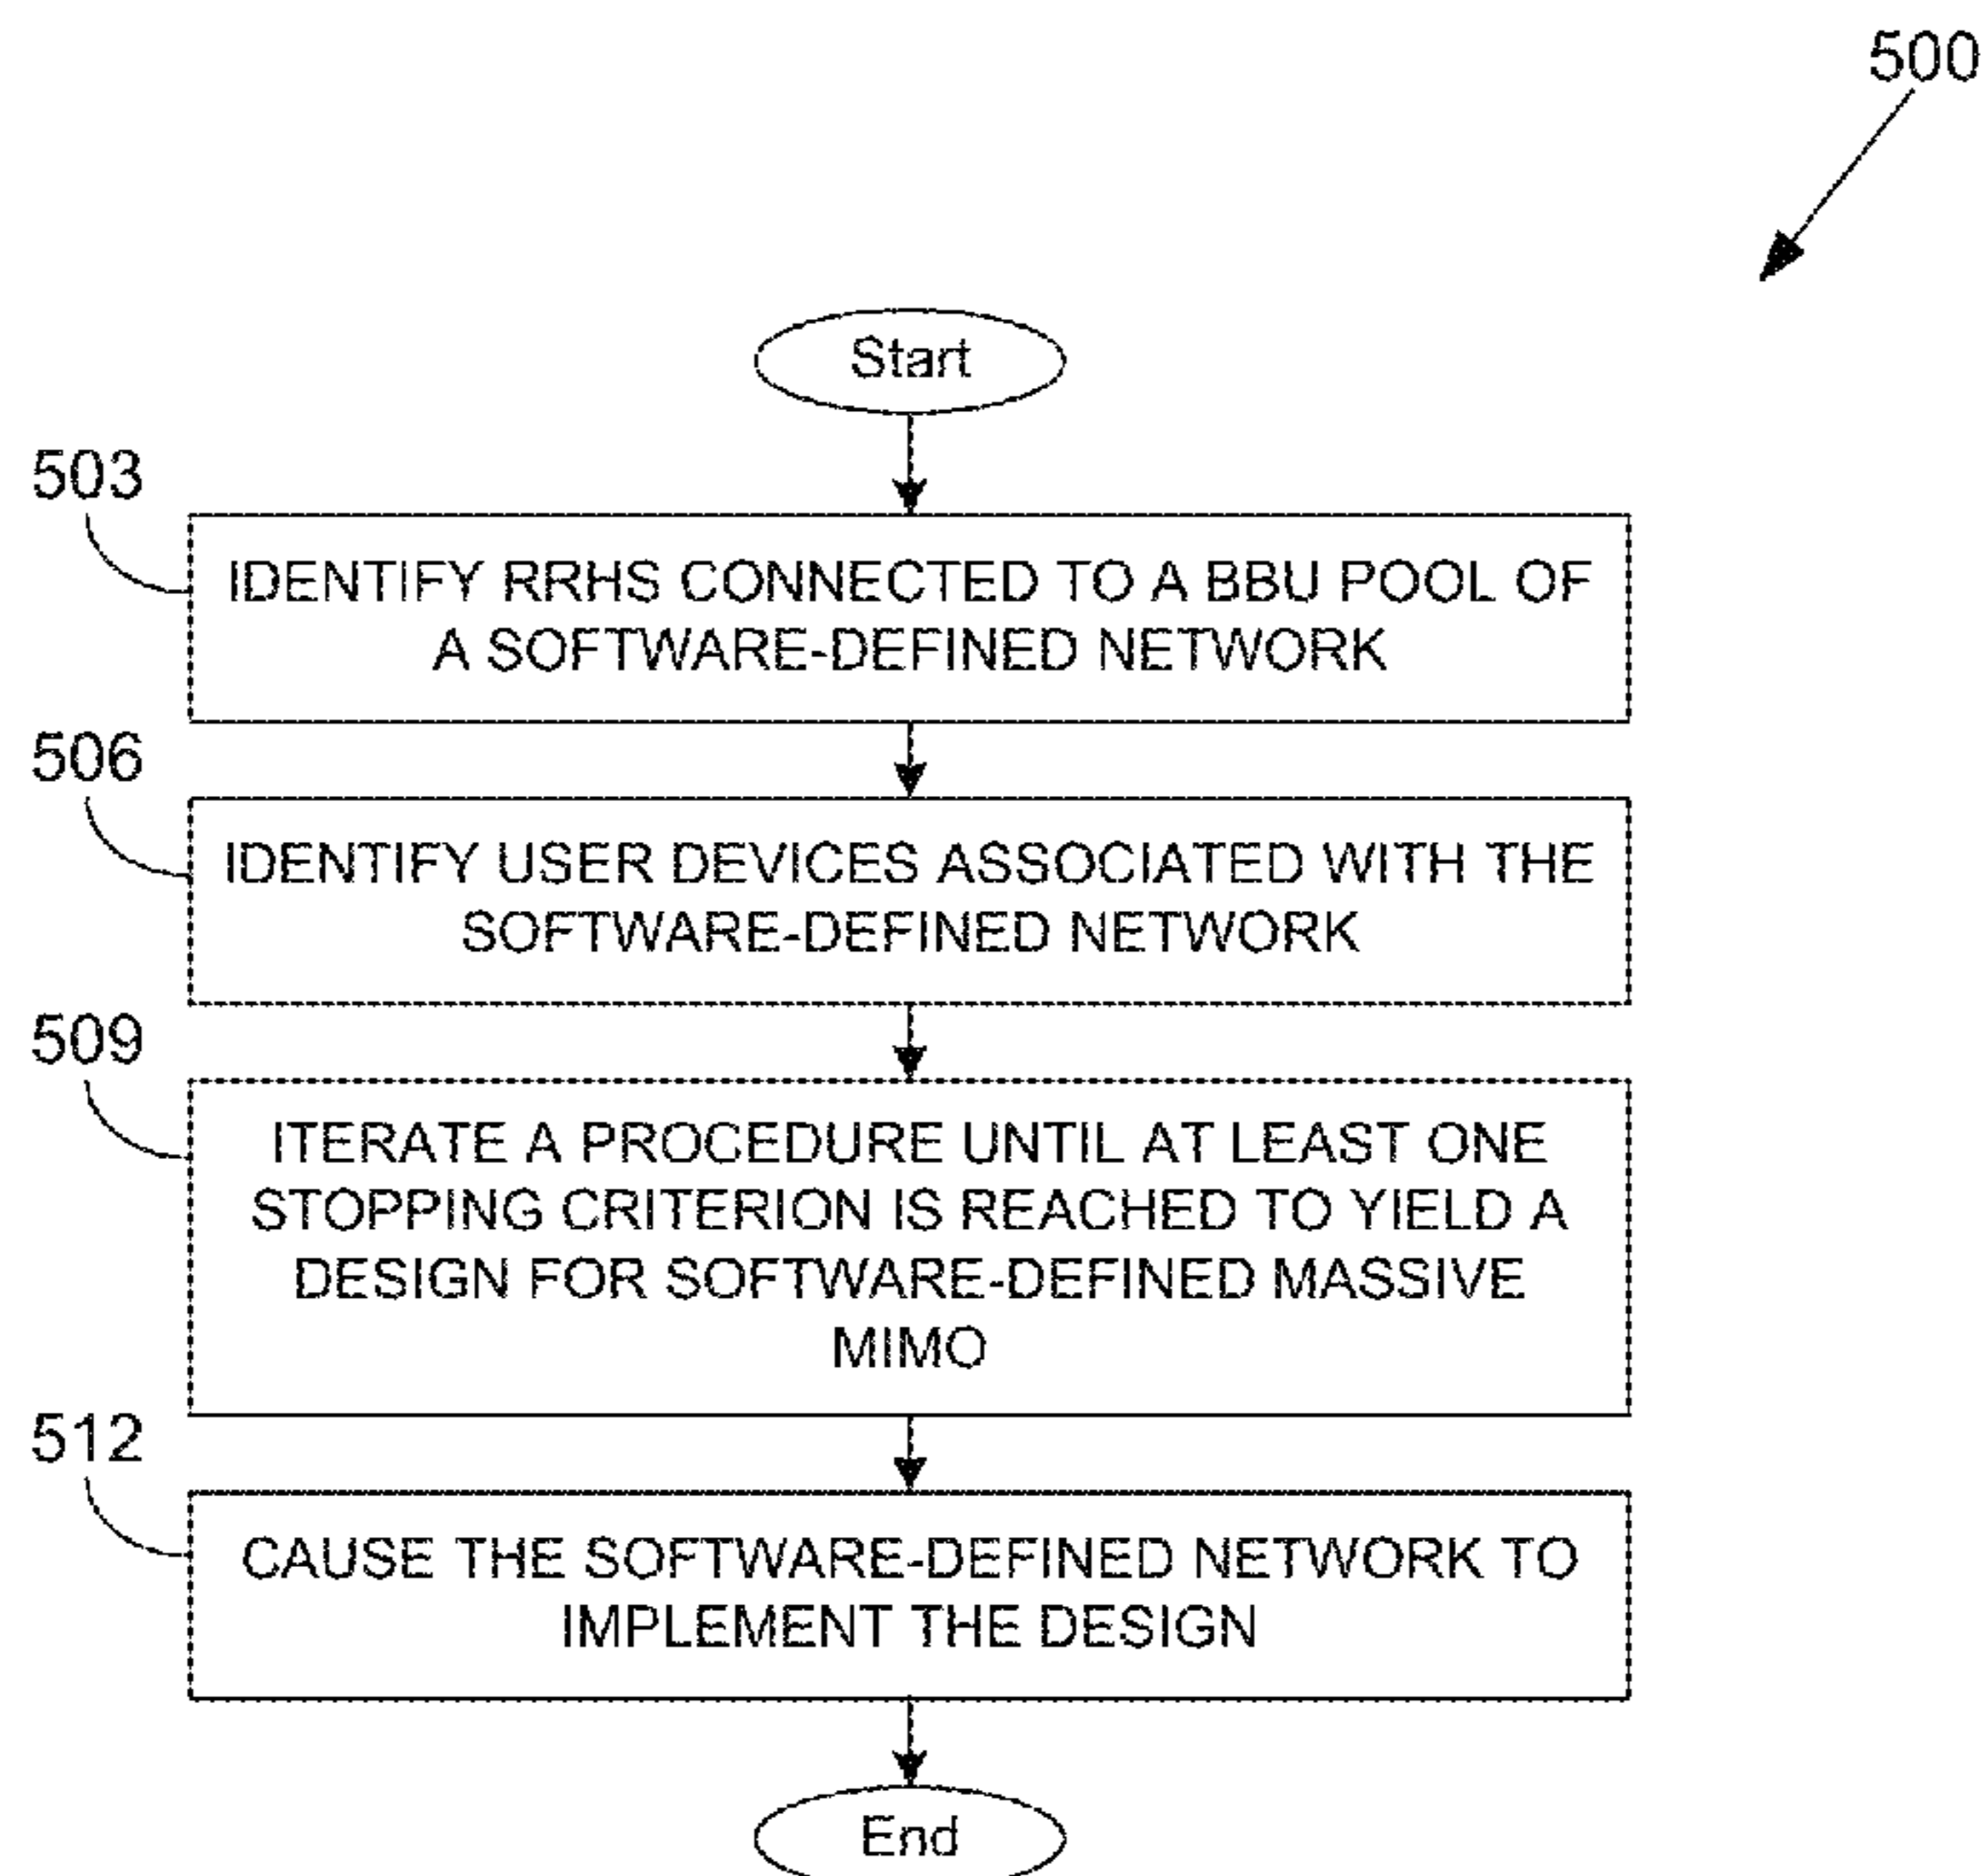 500
Start
503
IDENTIFY RRHS CONNECTED TO A BBU POOL OF
A SOFTWARE-DEFINED NETWORK
506
IDENTIFY USER DEVICES ASSOCIATED WITH THE
SOFTWARE-DEFINED NETWORK
509
ITERATE A PROCEDURE UNTIL AT LEAST ONE
STOPPING CRITERION IS REACHED TO YIELD A
DESIGN FOR SOFTWARE-DEFINED MASSIVE
MIMO
512
CAUSE THE SOFTWARE-DEFINED NETWORK TO
IMPLEMENT THE DESIGN
End